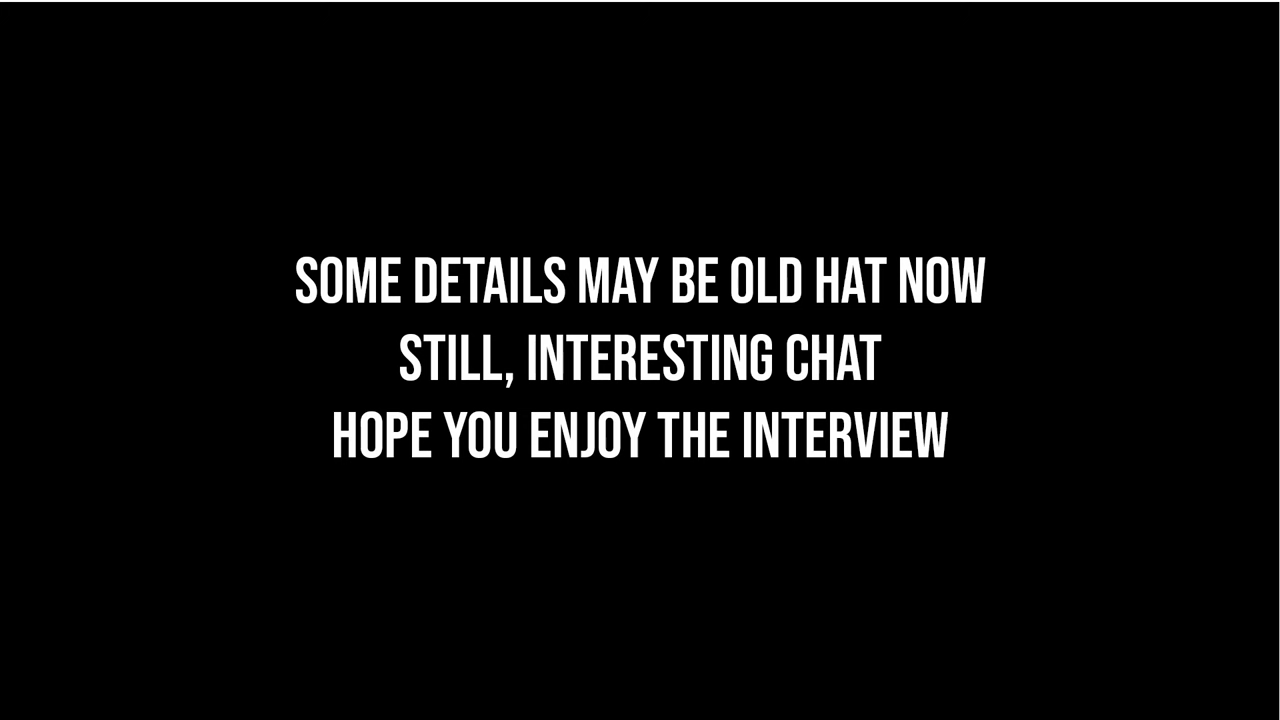 SOME DETAILS MAY BE OLD HAT NOW
STILL, INTERESTING CHAT
HOPE YOU ENJOY THE INTERVIEW